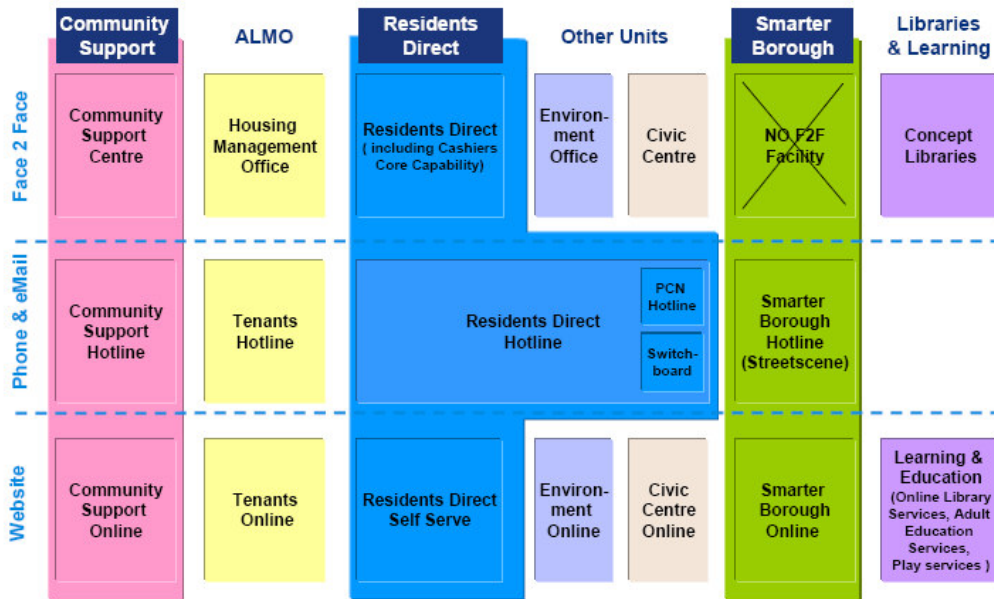 Community
Support
ALMO
Residents
Direct
Other Units
Smarter
Borough
Libraries
& Learning
Face 2 Face
Community
Support
Centre
Housing
Management
Office
Residents Direct
( including Cashiers
Core Capability)
Environ-
ment
Office
Civic
Centre
NO F2F
Facility
Concept
Libraries
Phone & eMail
Community
Support
Hotline
Tenants
Hotline
Residents Direct
Hotline
PCN
Hotline
Switch-
board
Smarter
Borough
Hotline
(Streetscene)
Website
Community
Support
Online
Tenants
Online
Residents Direct
Self Serve
Environ-
ment
Online
Civic
Centre
Online
Smarter
Borough
Online
Learning &
Education
(Online Library
Services, Adult
Education
Services,
Play services )